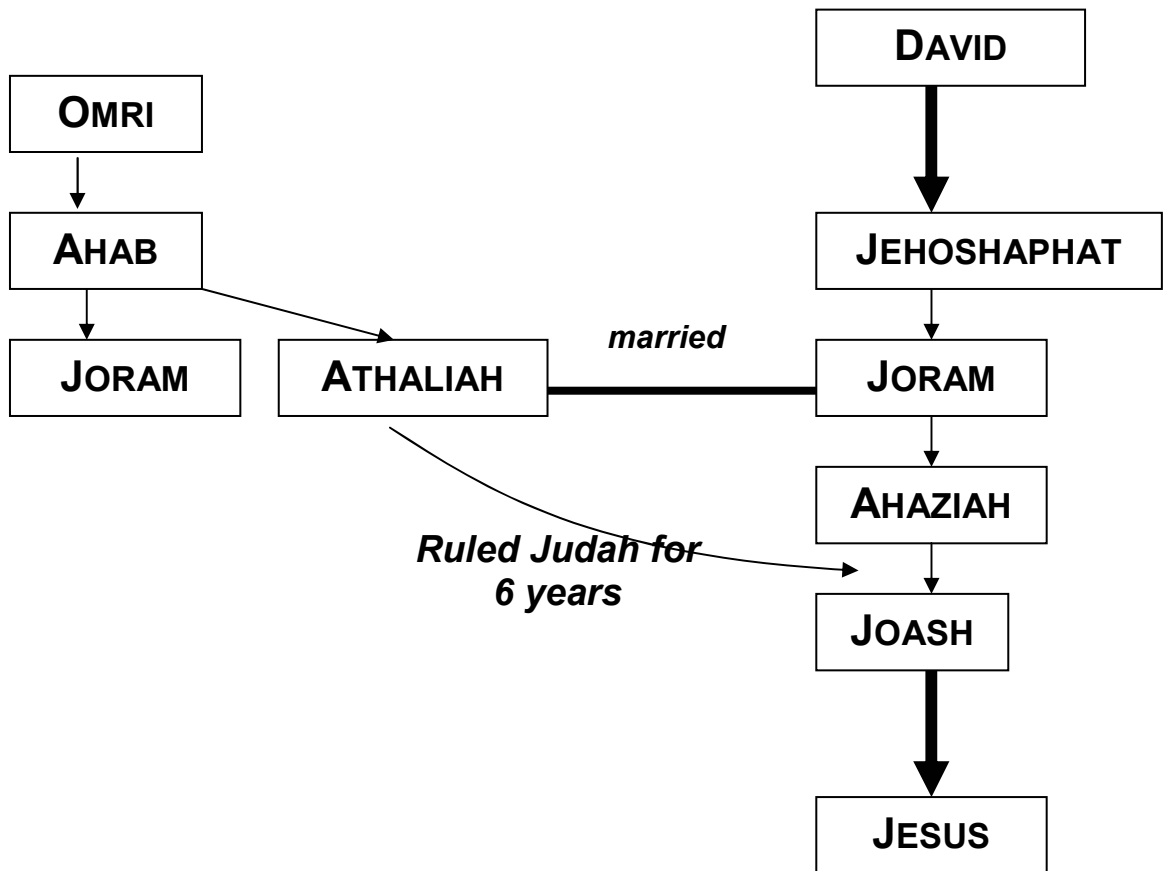 DAVID
OMRI
AHAB
JEHOSHAPHAT
married
JORAM
ATHALIAH
JORAM
AHAZIAH
Ruled Judah for
6 years
JOASH
JESUS